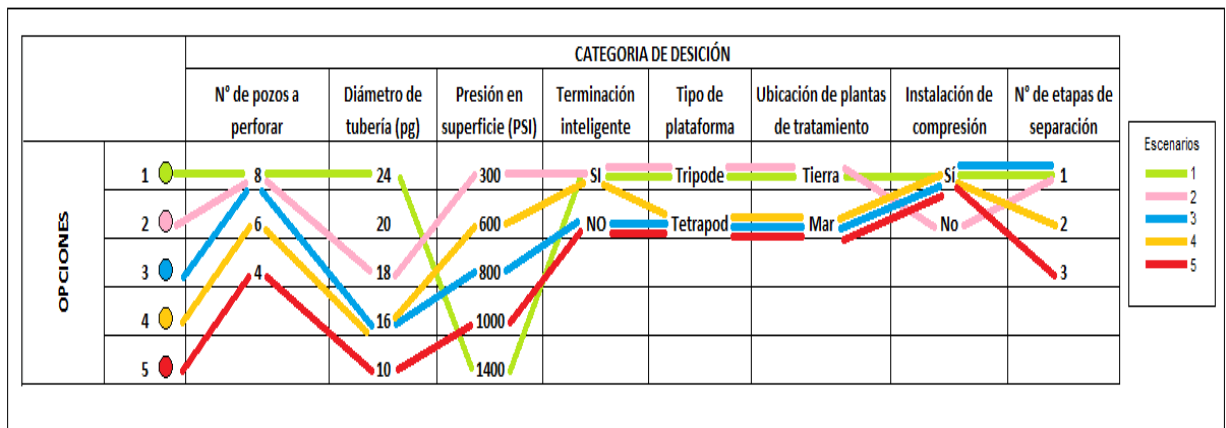 CATEGORIA DE DESICIÓN
N° de pozos a perforar
Diámetro de tubería (pg)
Presión en superficie (PSI)
Terminación inteligente
Tipo de plataforma
Ubicación de plantas de tratamiento
Instalación de compresión
N° de etapas de separación
OPCIONES
1 8 24 300 SI Tripode Tierra Sí 1
2 6 20 600 NO Tetrapod Mar No 2
3 4 18 800 3
4 16 1000
5 10 1400
Escenarios
1
2
3
4
5